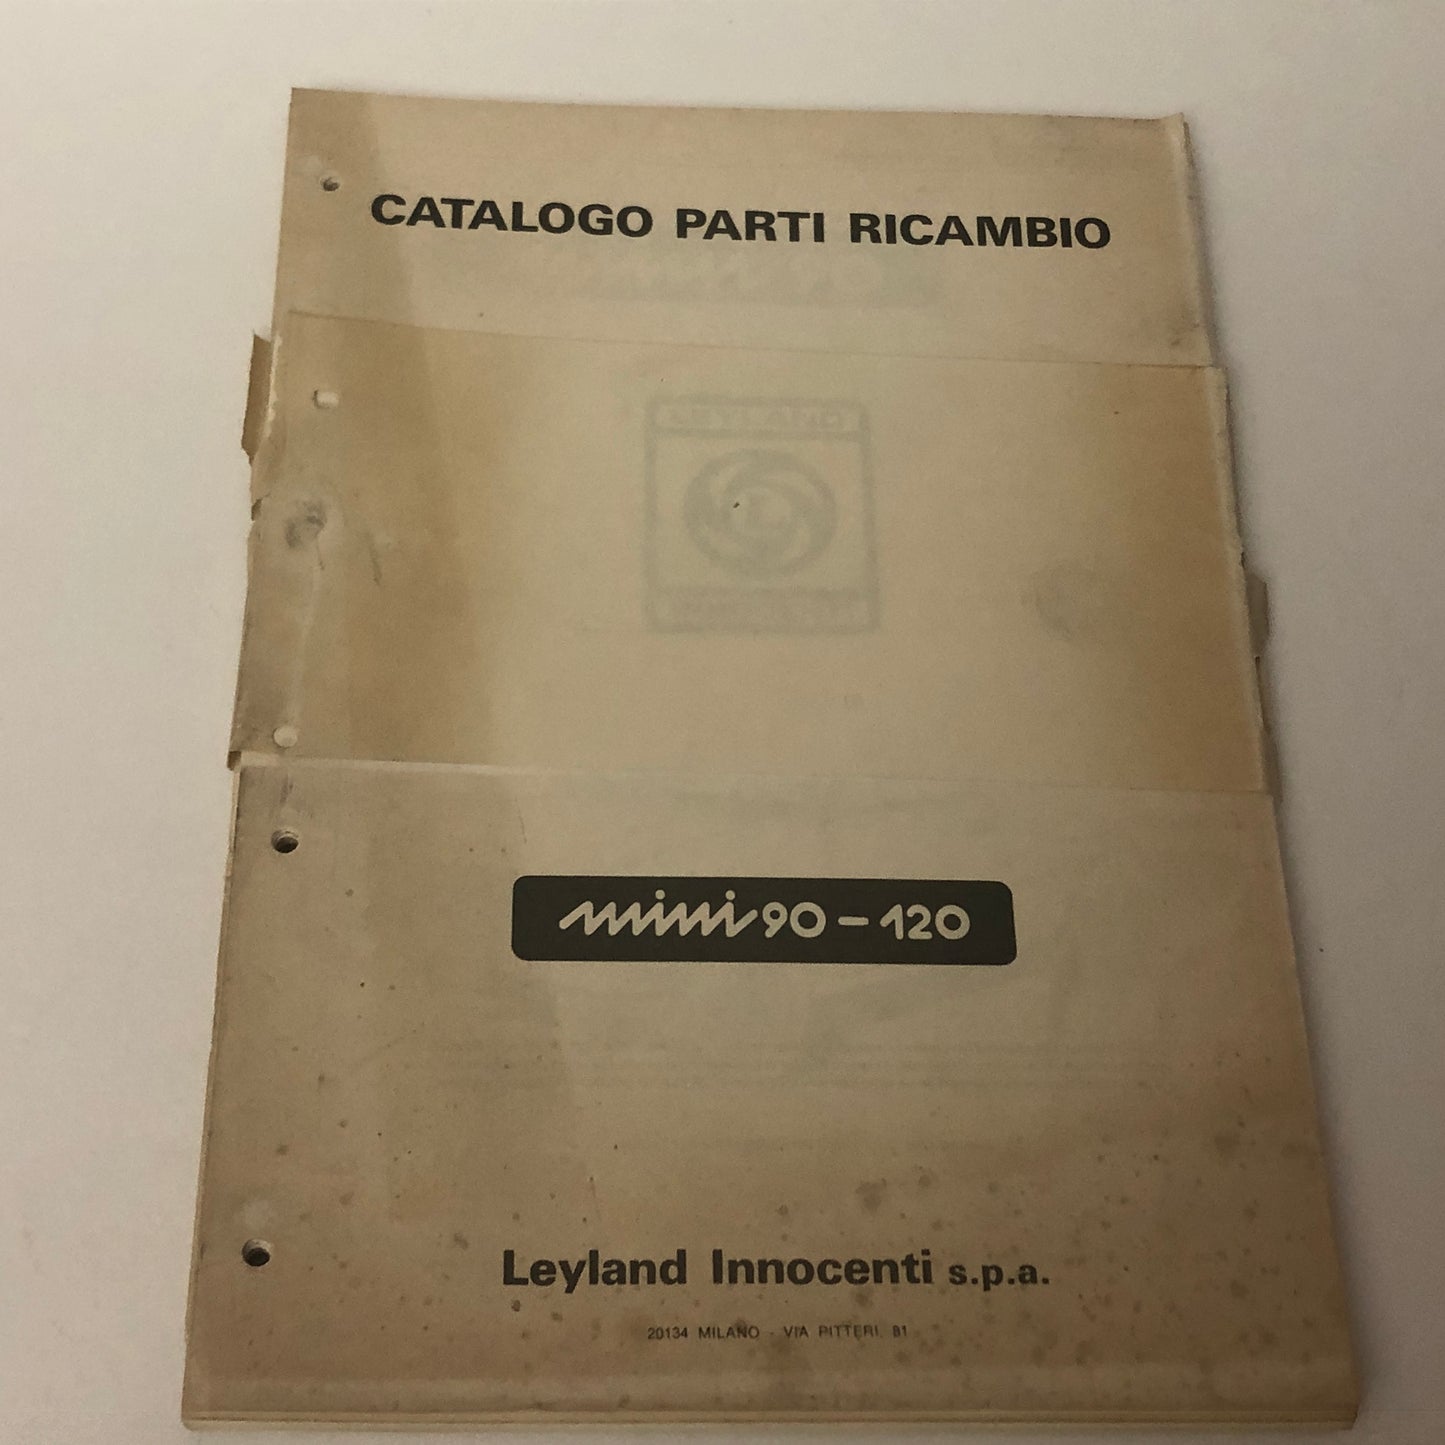 CATALOGO PARTI RICAMBIO
mini 90 - 120
Leyland Innocenti s.p.a.
20134 MILANO - VIA PITTERI, 81